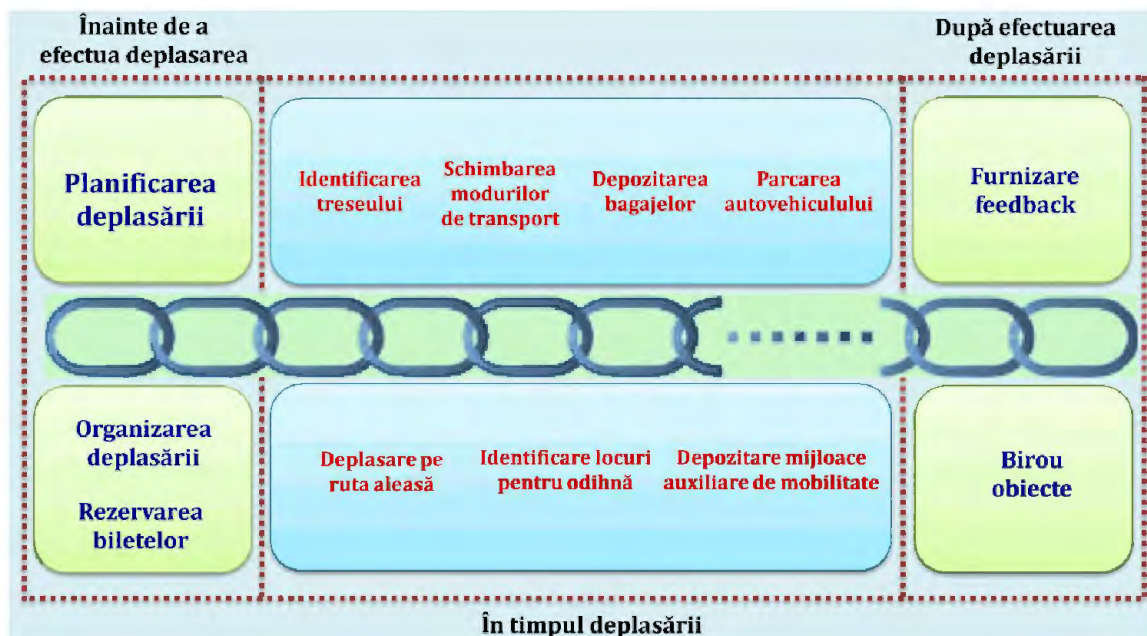 Înainte de a
efectua deplasarea
După efectuarea
deplasării
Planificarea
deplasării
Identificarea
treseului
Schimbarea
modurilor
de transport
Depozitarea
bagajelor
Parcarea
autovehiculului
Furnizare
feedback
Organizarea
deplasării
Rezervarea
biletelor
Deplasare pe
ruta aleasă
Identificare locuri
pentru odihnă
Depozitare mijloace
auxiliare de mobilitate
Birou
obiecte
În timpul deplasării